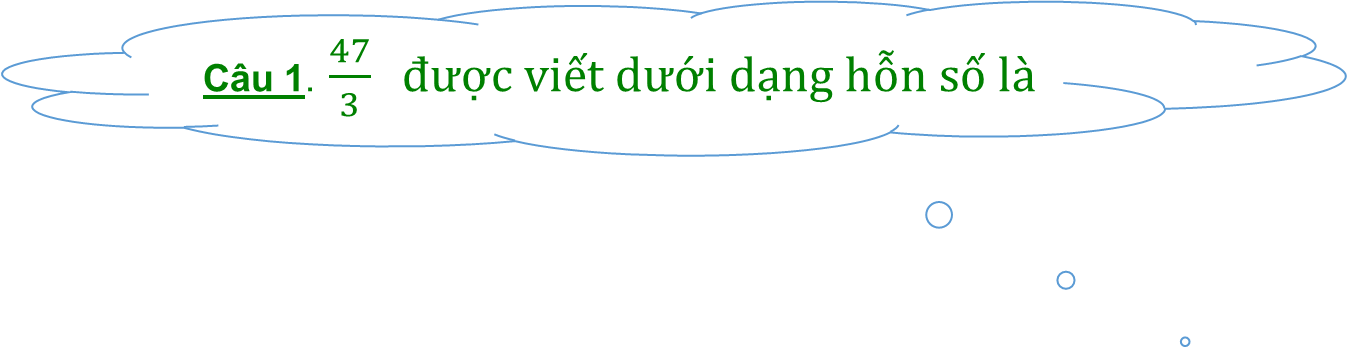 Câu 1. 47/3 được viết dưới dạng hỗn số là